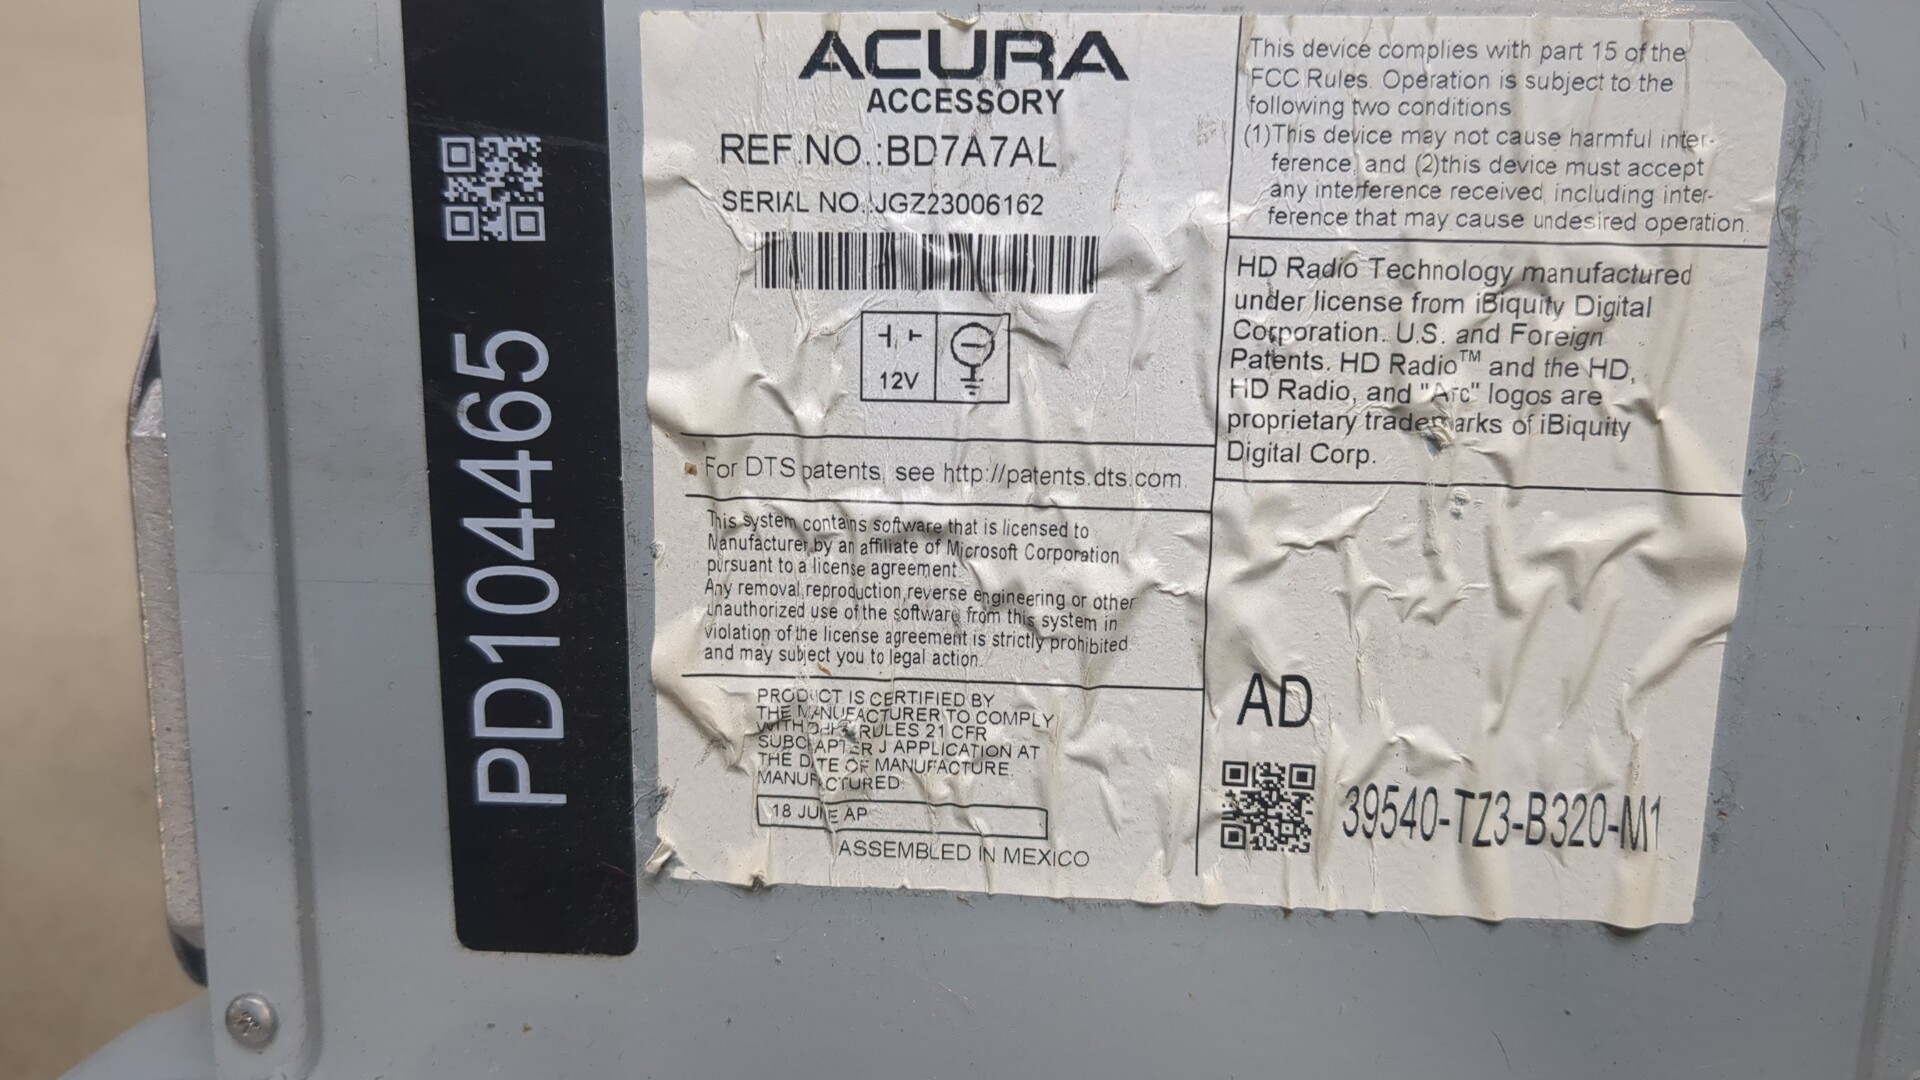 PD104465
ACURA
ACCESSORY
REF.NO.:BD7A7AL
SERIAL NO.:JGZ23006162
12V
For DTS patents, see http://patents.dts.com.
This system contains software that is licensed to
Manufacturer by an affiliate of Microsoft Corporation
pursuant to a license agreement
Any removal,reproduction,reverse engineering or other
unauthorized use of the software from this system in
violation of the license agreement is strictly prohibited
and may subject you to legal action.
PRODUCT IS CERTIFIED BY
THE MANUFACTURER TO COMPLY
WITH DHHS RULES 21 CFR
SUBCHAPTER J APPLICATION AT
THE DATE OF MANUFACTURE.
MANUFACTURED:
18 JUNE AP
ASSEMBLED IN MEXICO
This device complies with part 15 of the
FCC Rules. Operation is subject to the
following two conditions
(1)This device may not cause harmful inter-
ference, and (2)this device must accept
any interference received, including inter-
ference that may cause undesired operation.
HD Radio Technology manufactured
under license from iBiquity Digital
Corporation. U.S. and Foreign
Patents. HD Radio™ and the HD,
HD Radio, and "Arc" logos are
proprietary trademarks of iBiquity
Digital Corp.
AD
39540-TZ3-B320-M1